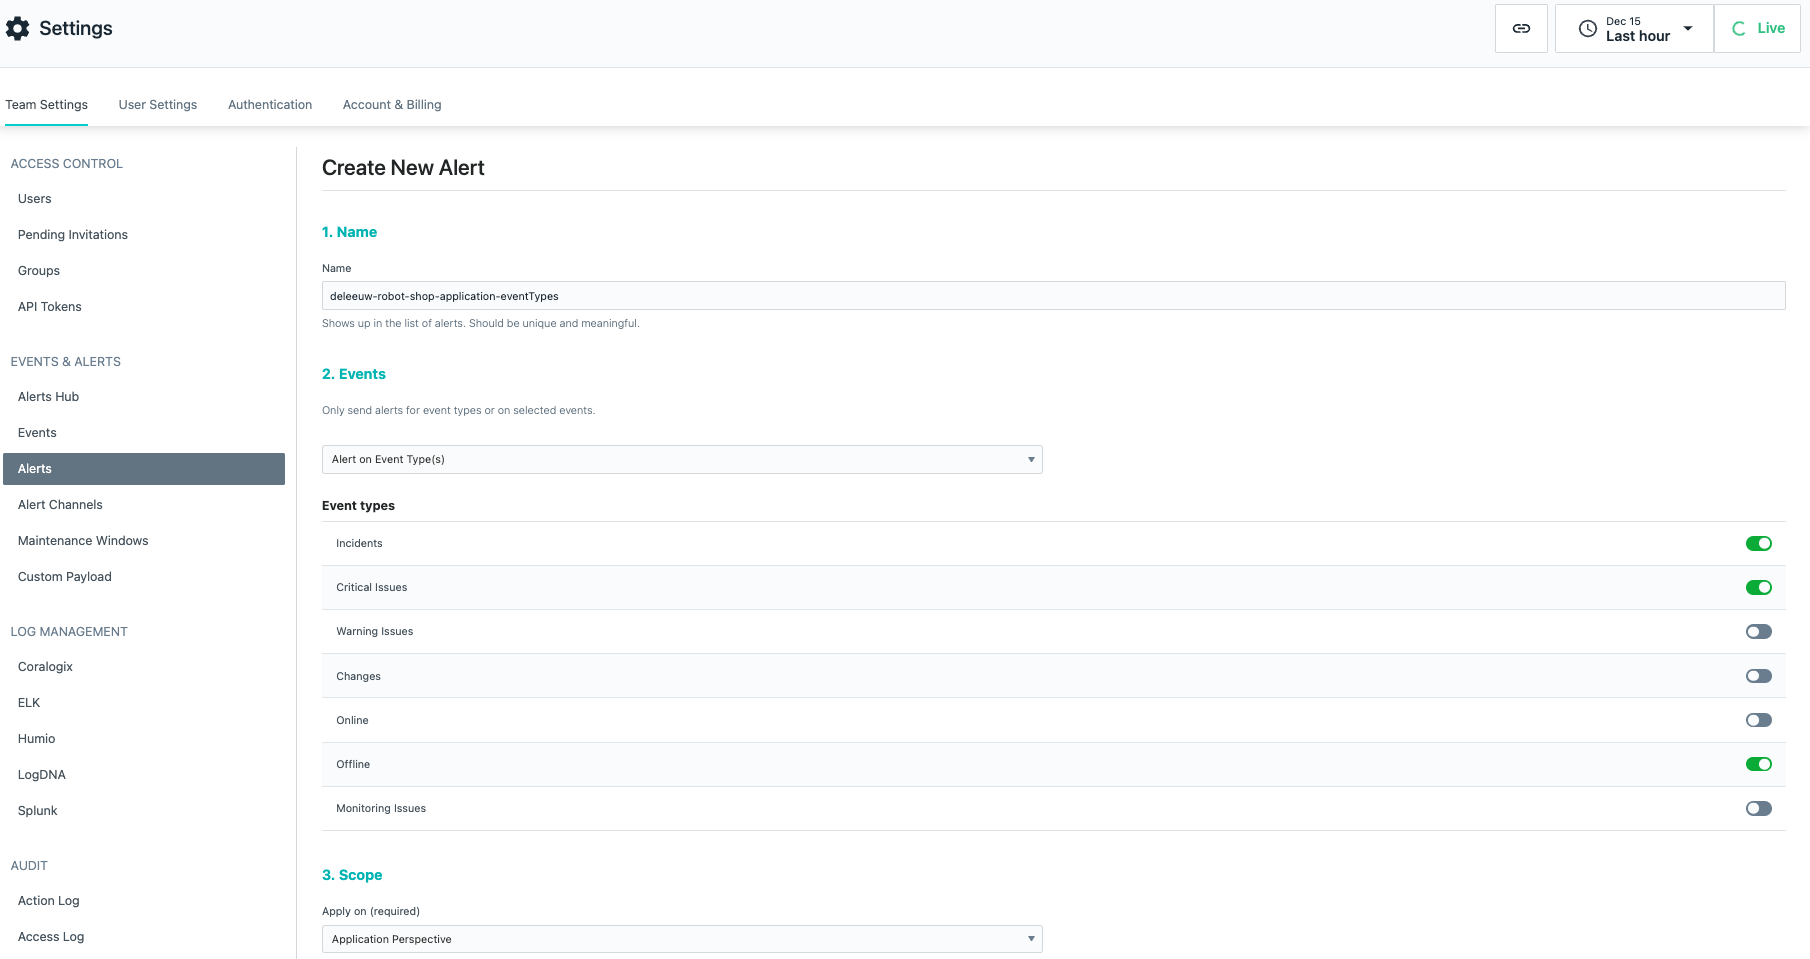 Settings
Dec 15
Last hour
Live
Team Settings
User Settings
Authentication
Account & Billing
ACCESS CONTROL
Users
Pending Invitations
Groups
API Tokens
EVENTS & ALERTS
Alerts Hub
Events
Alerts
Alert Channels
Maintenance Windows
Custom Payload
LOG MANAGEMENT
Coralogix
ELK
Humio
LogDNA
Splunk
AUDIT
Action Log
Access Log
Create New Alert
1. Name
Name
deleeuw-robot-shop-application-eventTypes
Shows up in the list of alerts. Should be unique and meaningful.
2. Events
Only send alerts for event types or on selected events.
Alert on Event Type(s)
Event types
Incidents
Critical Issues
Warning Issues
Changes
Online
Offline
Monitoring Issues
3. Scope
Apply on (required)
Application Perspective